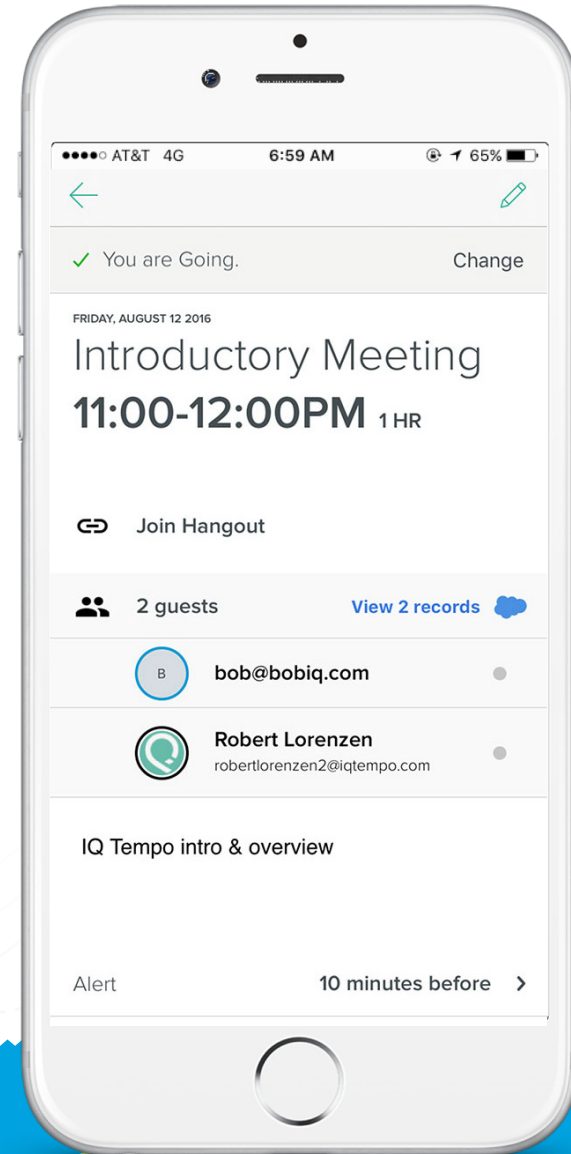 AT&T 4G 6:59 AM 65%
You are Going. Change
FRIDAY, AUGUST 12 2016
Introductory Meeting
11:00-12:00PM 1 HR
Join Hangout
2 guests View 2 records
B bob@bobiq.com
Robert Lorenzen
robertlorenzen2@iqtempo.com
IQ Tempo intro & overview
Alert 10 minutes before